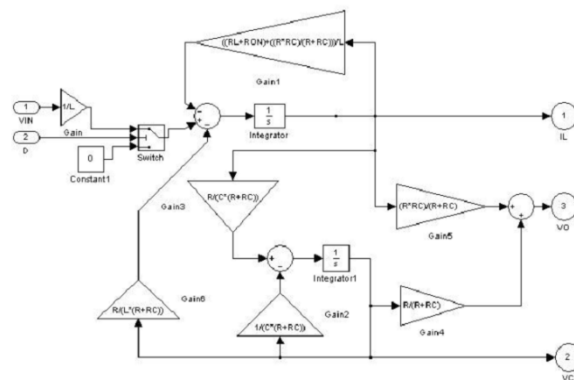 ((RL+RON)+((R*RC)/(R+RC)))/L
Gain1
1
VIN
1/L
Gain
2
D
0
Constant1
Switch
1
s
Integrator
1
IL
R/(C*(R+RC))
Gain3
(R*RC)/(R+RC)
Gain5
3
VO
1
s
Integrator1
R/(L*(R+RC))
Gain6
1/(C*(R+RC))
Gain2
R/(R+RC)
Gain4
2
VC